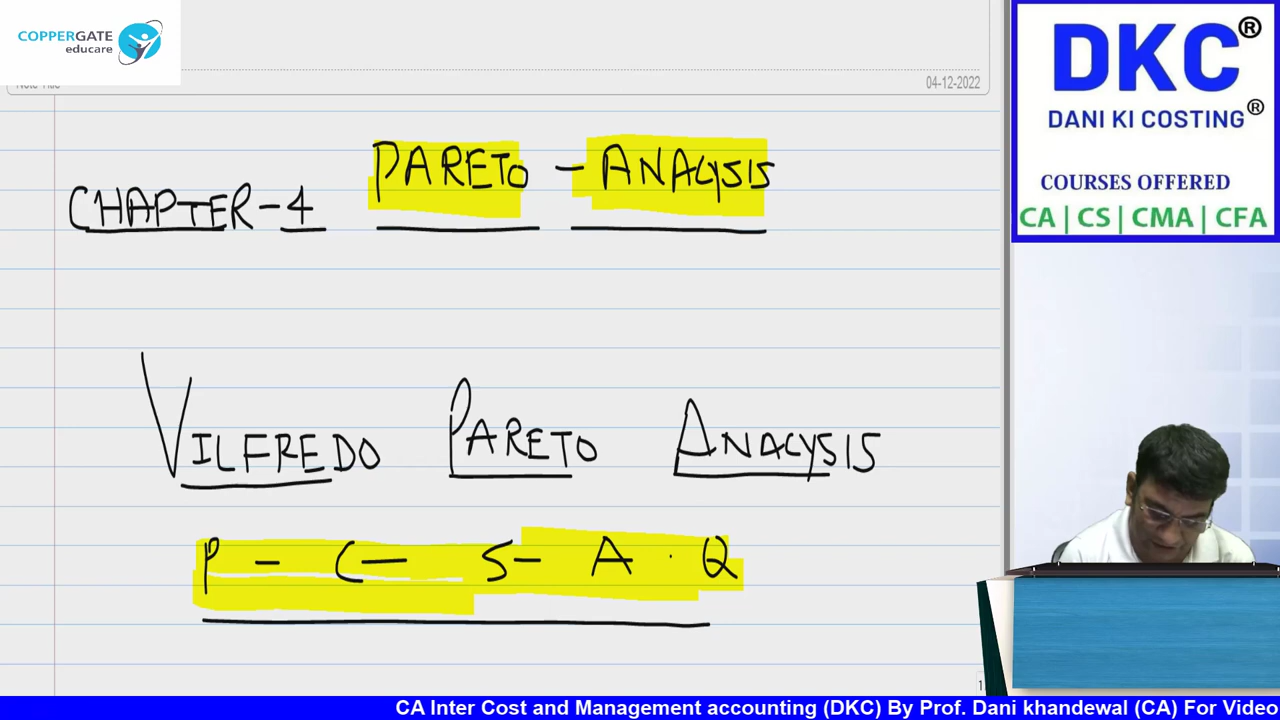 COPPERGATE
educare
04-12-2022
PARETO - ANALYSIS
CHAPTER-4
VILFREDO PARETO ANALYSIS
P - C - S - A · Q
1
DKC®
DANI KI COSTING®
COURSES OFFERED
CA | CS | CMA | CFA
CA Inter Cost and Management accounting (DKC) By Prof. Dani khandewal (CA) For Video